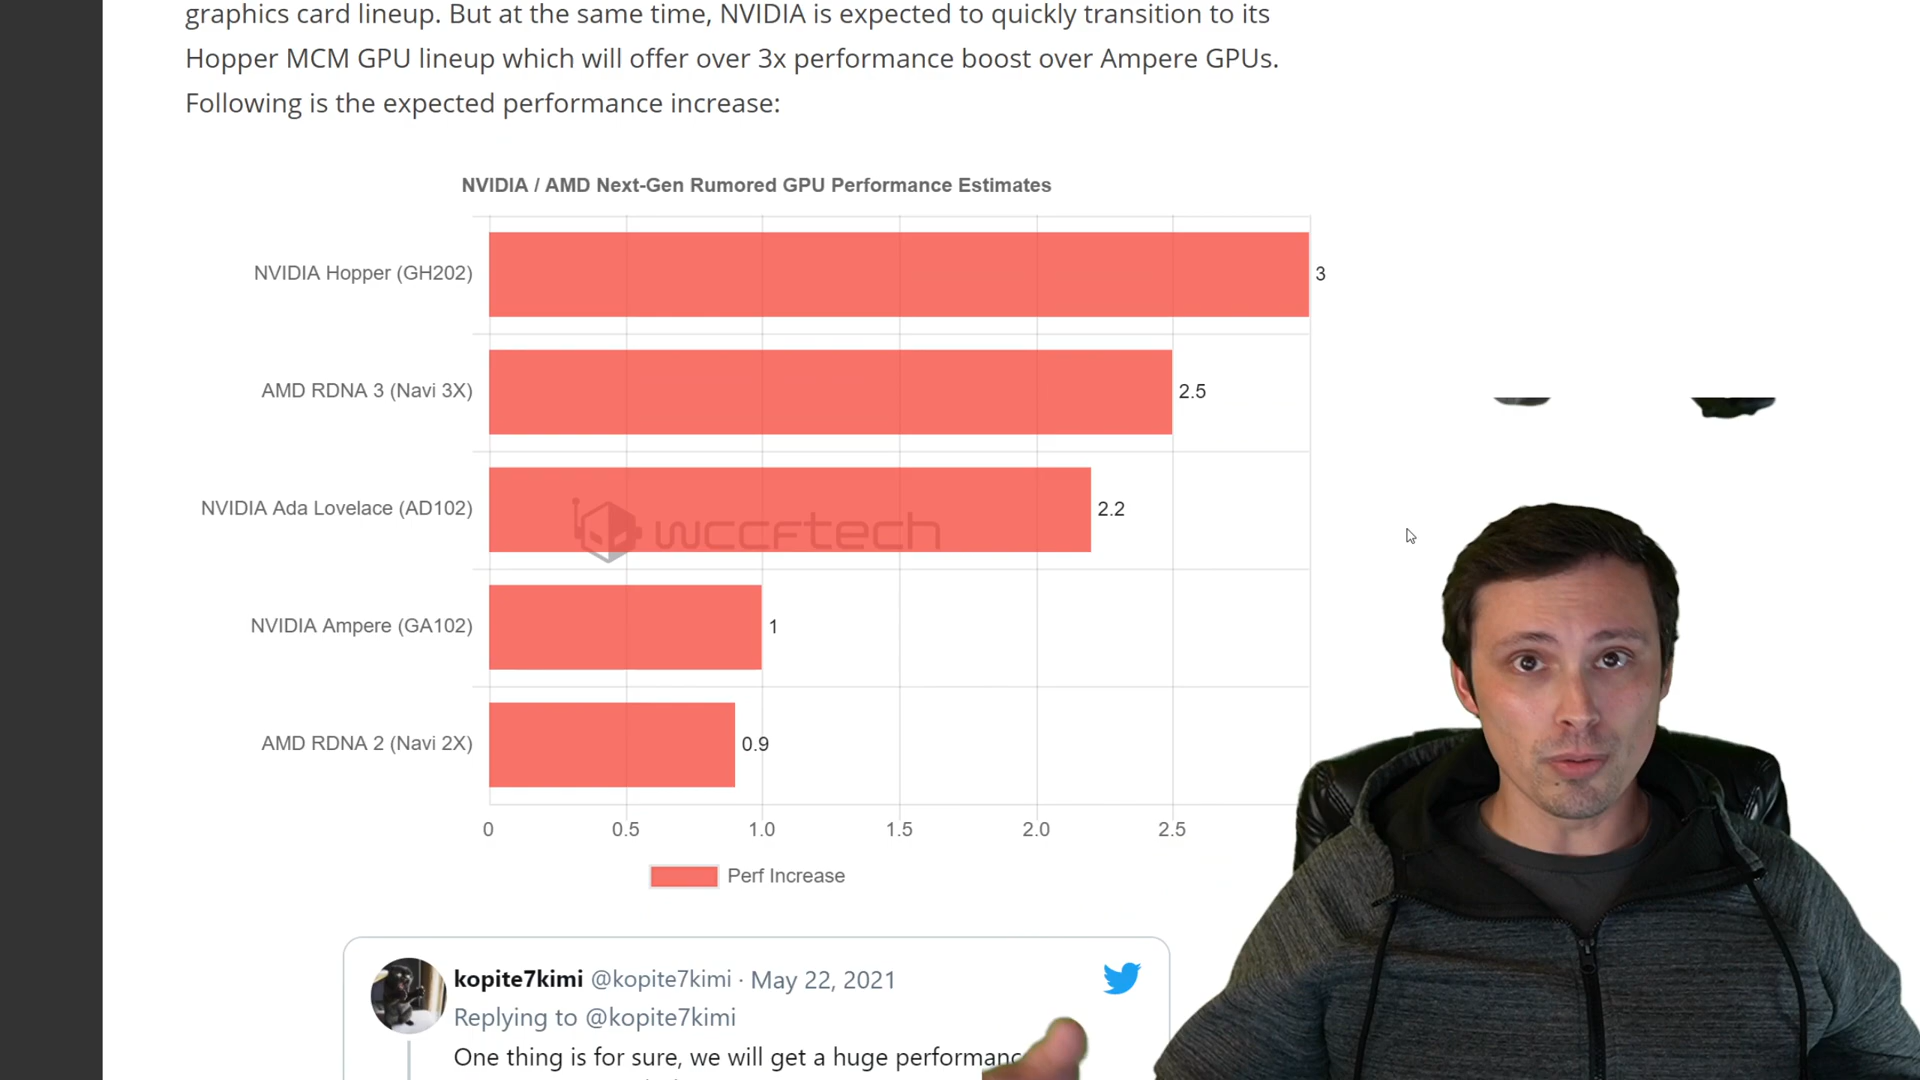 graphics card lineup. But at the same time, NVIDIA is expected to quickly transition to its
Hopper MCM GPU lineup which will offer over 3x performance boost over Ampere GPUs.
Following is the expected performance increase:
NVIDIA / AMD Next-Gen Rumored GPU Performance Estimates
NVIDIA Hopper (GH202)
3
AMD RDNA 3 (Navi 3X)
2.5
NVIDIA Ada Lovelace (AD102)
2.2
wccftech
NVIDIA Ampere (GA102)
1
AMD RDNA 2 (Navi 2X)
0.9
0 0.5 1.0 1.5 2.0 2.5
Perf Increase
kopite7kimi @kopite7kimi · May 22, 2021
Replying to @kopite7kimi
One thing is for sure, we will get a huge